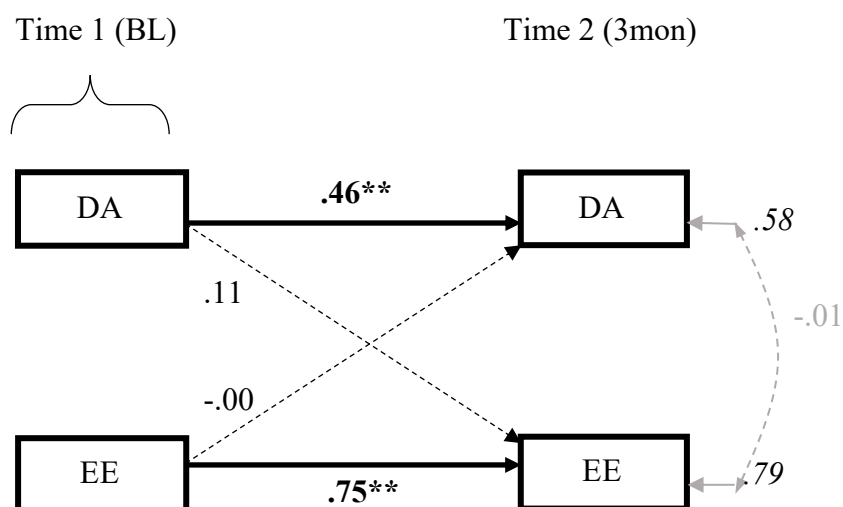 Time 1 (BL) Time 2 (3mon)
DA .46** DA .58
.11
-.01
-.00
EE .75** EE .79